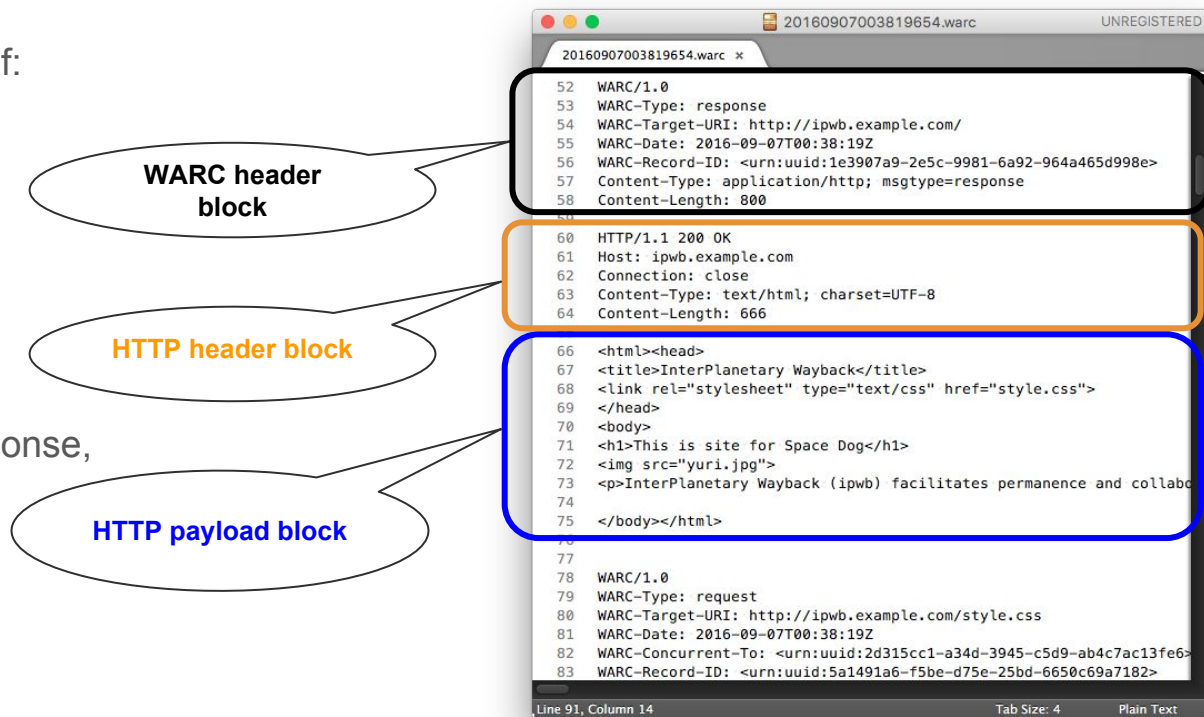 f:
onse,
WARC header
block
HTTP header block
HTTP payload block
20160907003819654.warc
UNREGISTERED
20160907003819654.warc ×
52 WARC/1.0
53 WARC-Type: response
54 WARC-Target-URI: http://ipwb.example.com/
55 WARC-Date: 2016-09-07T00:38:19Z
56 WARC-Record-ID: <urn:uuid:1e3907a9-2e5c-9981-6a92-964a465d998e>
57 Content-Type: application/http; msgtype=response
58 Content-Length: 800
59
60 HTTP/1.1 200 OK
61 Host: ipwb.example.com
62 Connection: close
63 Content-Type: text/html; charset=UTF-8
64 Content-Length: 666
66 <html><head>
67 <title>InterPlanetary Wayback</title>
68 <link rel="stylesheet" type="text/css" href="style.css">
69 </head>
70 <body>
71 <h1>This is site for Space Dog</h1>
72 <img src="yuri.jpg">
73 <p>InterPlanetary Wayback (ipwb) facilitates permanence and collabo
74
75 </body></html>
76
77
78 WARC/1.0
79 WARC-Type: request
80 WARC-Target-URI: http://ipwb.example.com/style.css
81 WARC-Date: 2016-09-07T00:38:19Z
82 WARC-Concurrent-To: <urn:uuid:2d315cc1-a34d-3945-c5d9-ab4c7ac13fe6>
83 WARC-Record-ID: <urn:uuid:5a1491a6-f5be-d75e-25bd-6650c69a7182>
Line 91, Column 14
Tab Size: 4
Plain Text